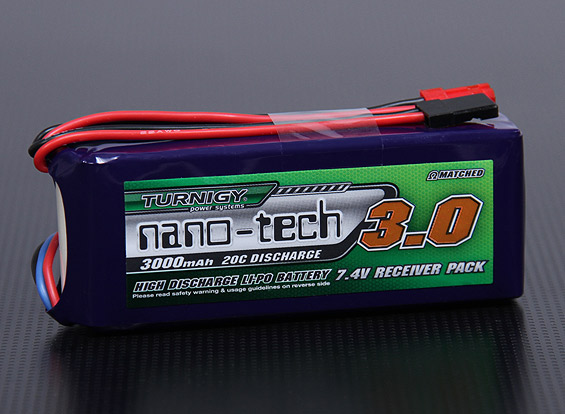 ΩMATCHED
TURNIGY
power systems
nano-tech 3.0
3000mAh 20C DISCHARGE
HIGH DISCHARGE LI-PO BATTERY 7.4V RECEIVER PACK
Please read safety warning & usage guidelines on reverse side